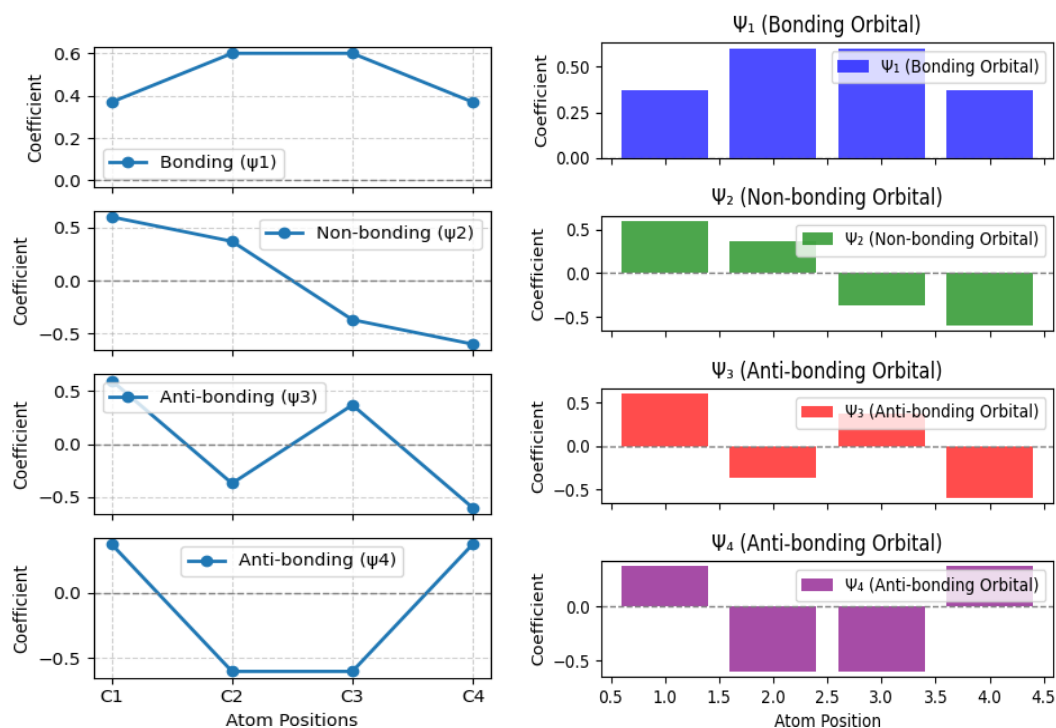 0.6
0.4
0.2
0.0
Coefficient
Bonding (ψ1)
0.5
0.0
−0.5
Coefficient
Non-bonding (ψ2)
0.5
0.0
−0.5
Coefficient
Anti-bonding (ψ3)
0.0
−0.5
Coefficient
Anti-bonding (ψ4)
C1 C2 C3 C4
Atom Positions
Ψ₁ (Bonding Orbital)
0.50
0.25
0.00
Coefficient
Ψ₁ (Bonding Orbital)
Ψ₂ (Non-bonding Orbital)
0.5
0.0
−0.5
Coefficient
Ψ₂ (Non-bonding Orbital)
Ψ₃ (Anti-bonding Orbital)
0.5
0.0
−0.5
Coefficient
Ψ₃ (Anti-bonding Orbital)
Ψ₄ (Anti-bonding Orbital)
0.0
−0.5
Coefficient
Ψ₄ (Anti-bonding Orbital)
0.5 1.0 1.5 2.0 2.5 3.0 3.5 4.0 4.5
Atom Position